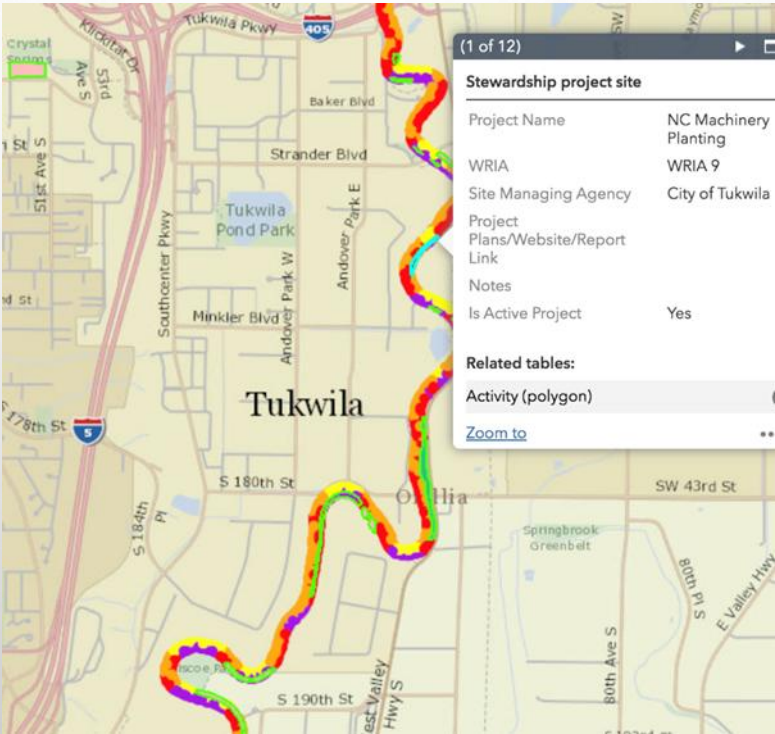 Tukwila Pkwy
405
Klickitat Dr
Crystal
Springs
53rd
Ave S
51st Ave S
Baker Blvd
Strander Blvd
Tukwila
Pond Park
Andover Park E
Southcenter Pkwy
Andover Park W
Minkler Blvd
Tukwila
S 178th St
5
S 180th St
S 184th
Pl
SW 43rd St
Springbrook
Greenbelt
80th Pl S
E Valley Hwy
80th Ave S
S 190th St
est Valley
Hwy S
SW
(1 of 12)
Stewardship project site
Project Name NC Machinery
Planting
WRIA WRIA 9
Site Managing Agency City of Tukwila
Project
Plans/Website/Report
Link
Notes
Is Active Project Yes
Related tables:
Activity (polygon)
Zoom to